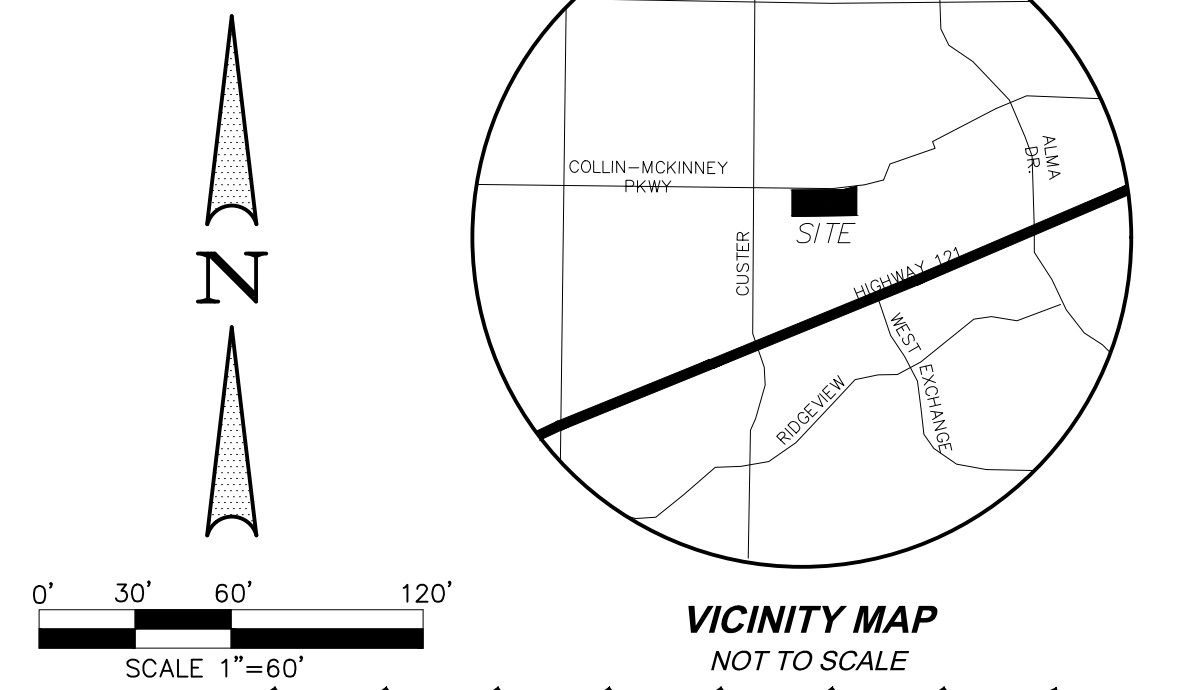 N
0' 30' 60' 120'
SCALE 1"=60'
COLLIN-MCKINNEY
PKWY
ALMA
DR.
SITE
CUSTER
HIGHWAY 121
WEST EXCHANGE
RIDGEVIEW
VICINITY MAP
NOT TO SCALE